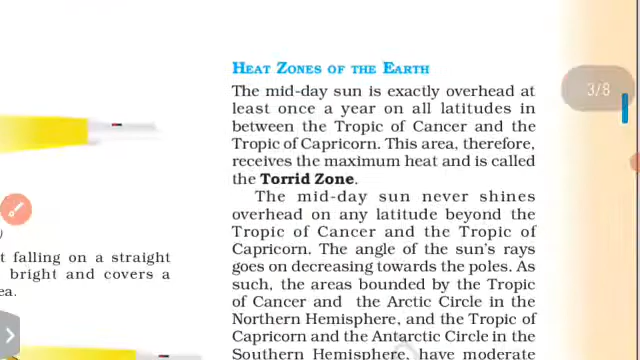 HEAT ZONES OF THE EARTH
The mid-day sun is exactly overhead at
least once a year on all latitudes in
between the Tropic of Cancer and the
Tropic of Capricorn. This area, therefore,
receives the maximum heat and is called
the Torrid Zone.
The mid-day sun never shines
overhead on any latitude beyond the
Tropic of Cancer and the Tropic of
Capricorn. The angle of the sun's rays
goes on decreasing towards the poles. As
such, the areas bounded by the Tropic
of Cancer and the Arctic Circle in the
Northern Hemisphere, and the Tropic of
Capricorn and the Antarctic Circle in the
Southern Hemisphere, have moderate
3/8
)
t falling on a straight
bright and covers a
ea.